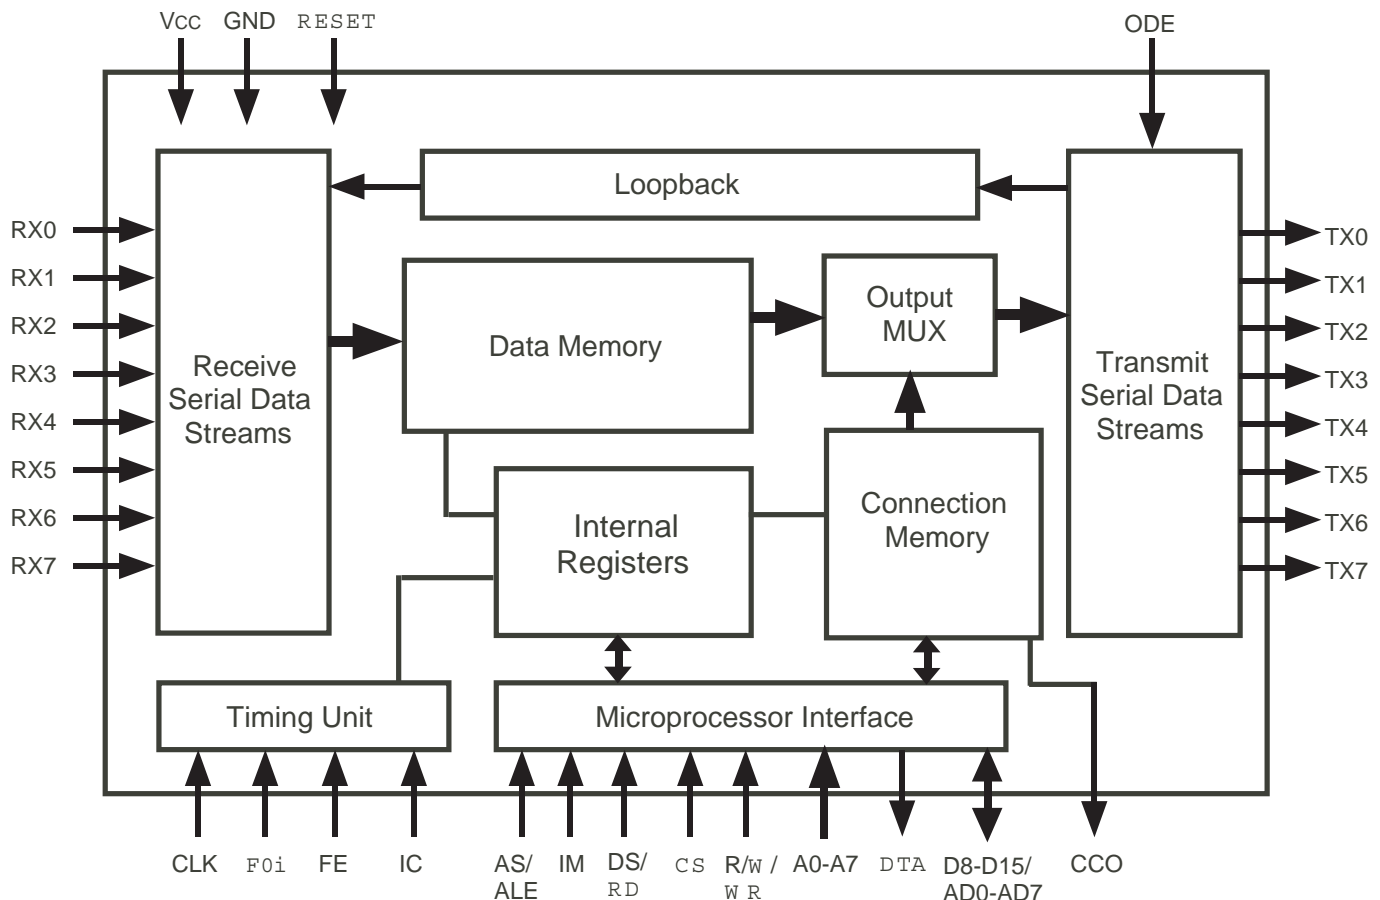 Vcc GND RESET ODE
Loopback
RX0
RX1
RX2
RX3
RX4
RX5
RX6
RX7
Receive
Serial Data
Streams
Data Memory
Output
MUX
Transmit
Serial Data
Streams
TX0
TX1
TX2
TX3
TX4
TX5
TX6
TX7
Internal
Registers
Connection
Memory
Timing Unit
Microprocessor Interface
CLK
F0i
FE
IC
AS/
ALE
IM
DS/
RD
CS
R/W /
W R
A0-A7
DTA
D8-D15/
AD0-AD7
CCO